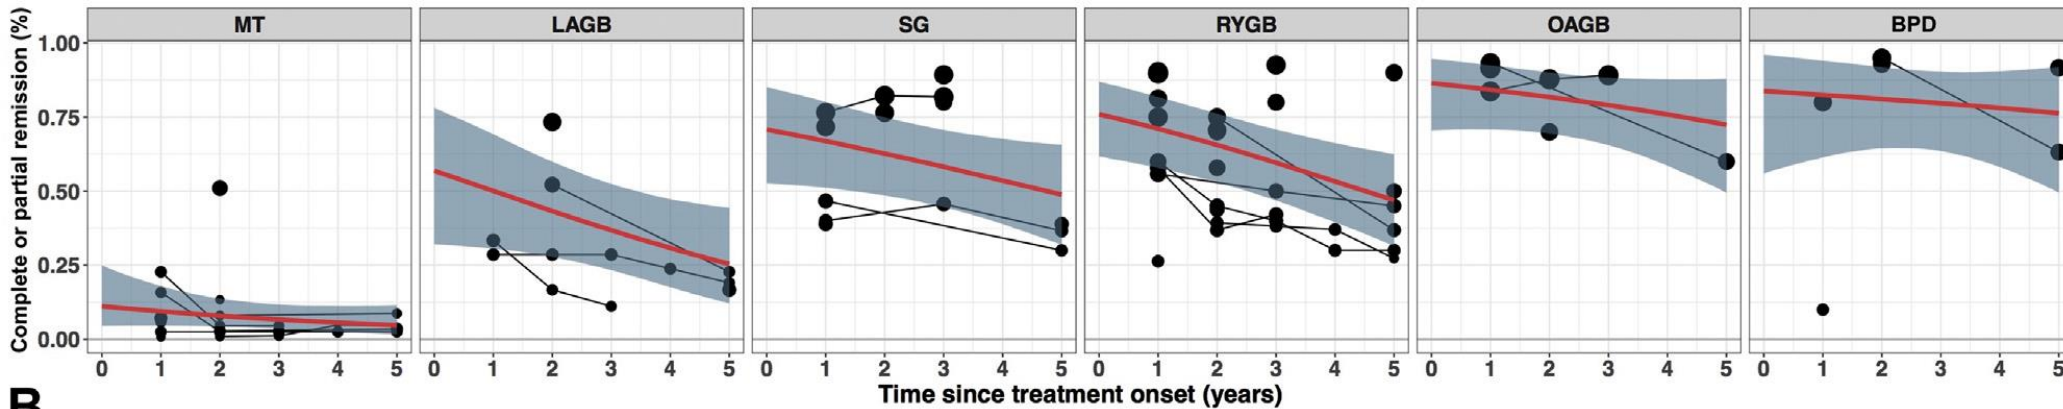 Complete or partial remission (%)
MT LAGB SG RYGB OAGB BPD
1.00
0.75
0.50
0.25
0.00
0 1 2 3 4 5 0 1 2 3 4 5 0 1 2 3 4 5 0 1 2 3 4 5 0 1 2 3 4 5 0 1 2 3 4 5
Time since treatment onset (years)
B